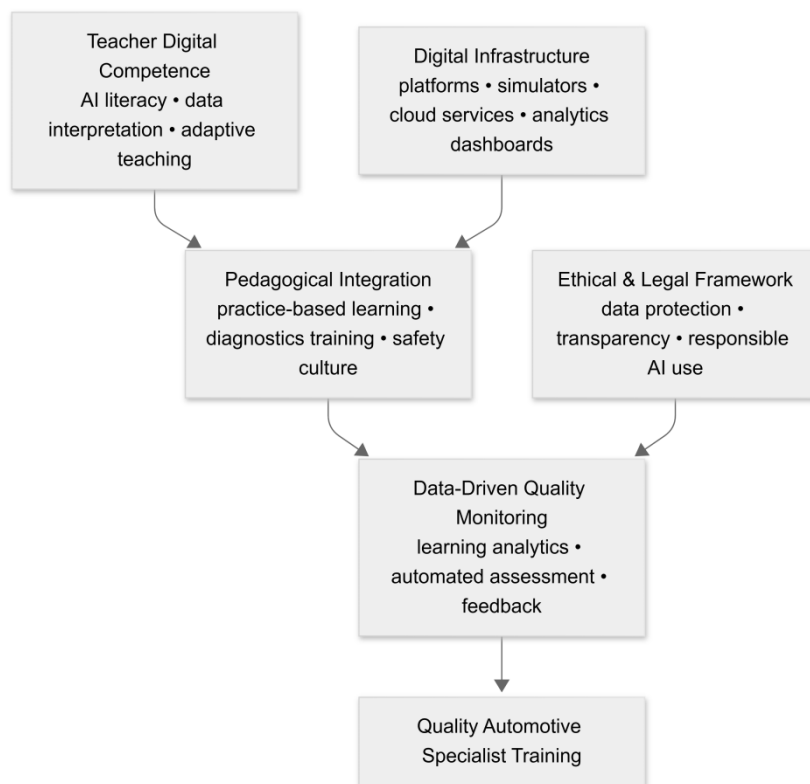 Teacher Digital
Competence
AI literacy • data
interpretation • adaptive
teaching
Digital Infrastructure
platforms • simulators •
cloud services • analytics
dashboards
Pedagogical Integration
practice-based learning •
diagnostics training • safety
culture
Ethical & Legal Framework
data protection •
transparency • responsible
AI use
Data-Driven Quality
Monitoring
learning analytics •
automated assessment •
feedback
Quality Automotive
Specialist Training